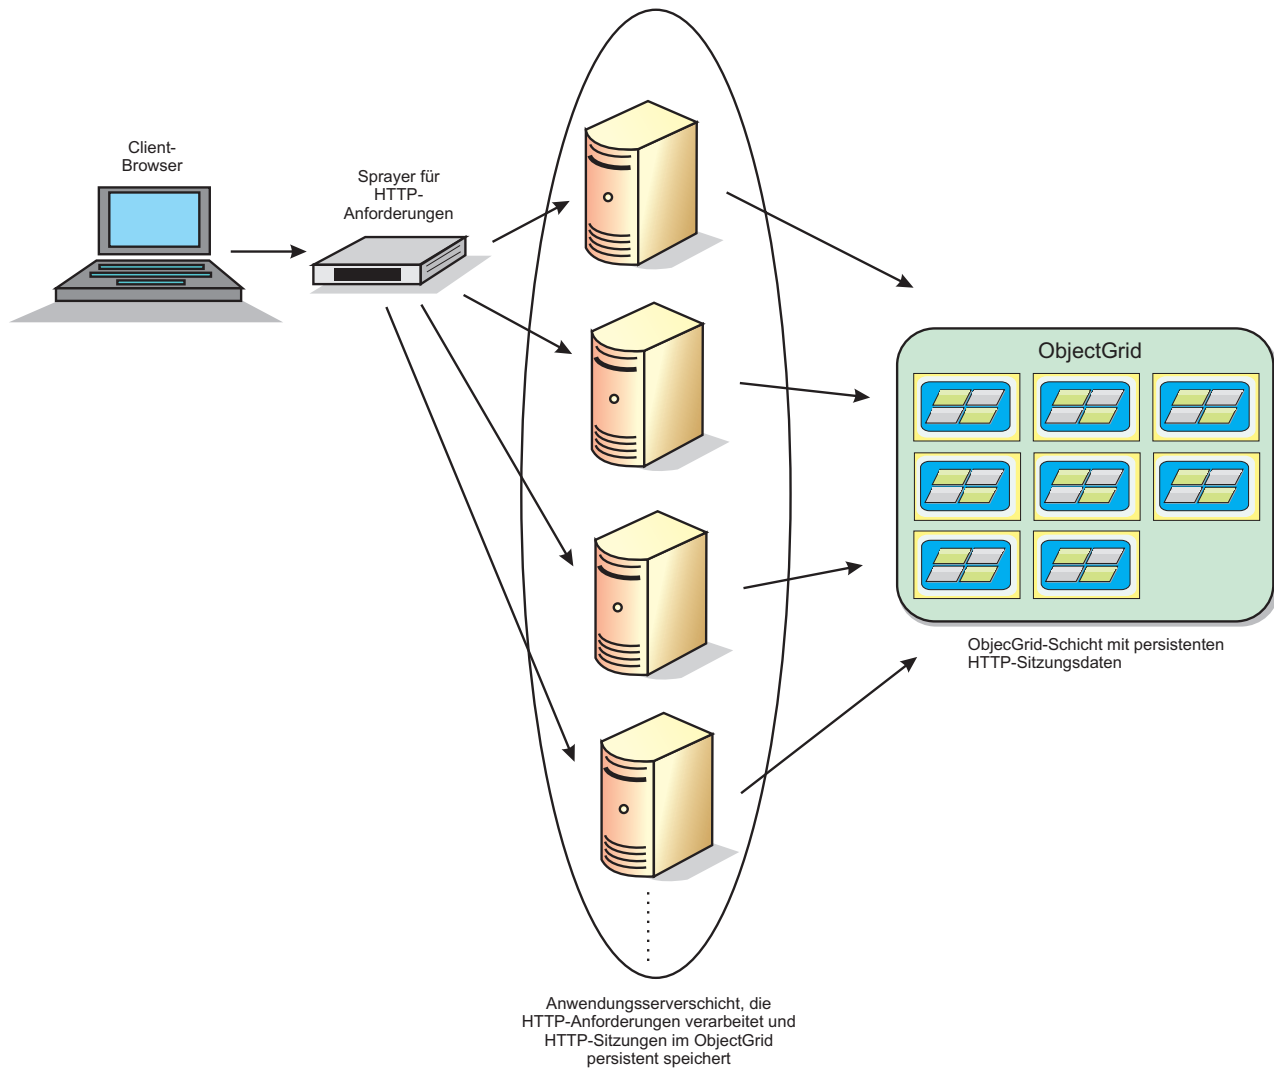 Client-
Browser
Sprayer für
HTTP-
Anforderungen
ObjectGrid
ObjecGrid-Schicht mit persistenten
HTTP-Sitzungsdaten
Anwendungsserverschicht, die
HTTP-Anforderungen verarbeitet und
HTTP-Sitzungen im ObjectGrid
persistent speichert